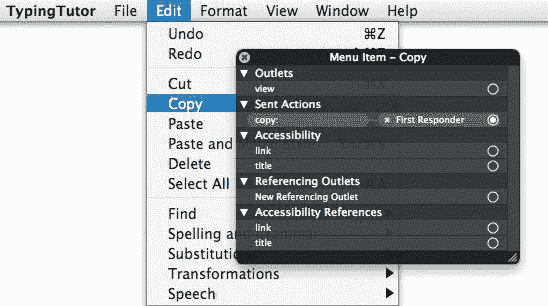 TypingTutor File Edit Format View Window Help
Undo ⌘Z
Redo
Cut
Copy
Paste
Paste and
Delete
Select All
Find
Spelling and
Substitutio
Transformations
Speech
Menu Item – Copy
Outlets
view
Sent Actions
copy: First Responder
Accessibility
link
title
Referencing Outlets
New Referencing Outlet
Accessibility References
link
title